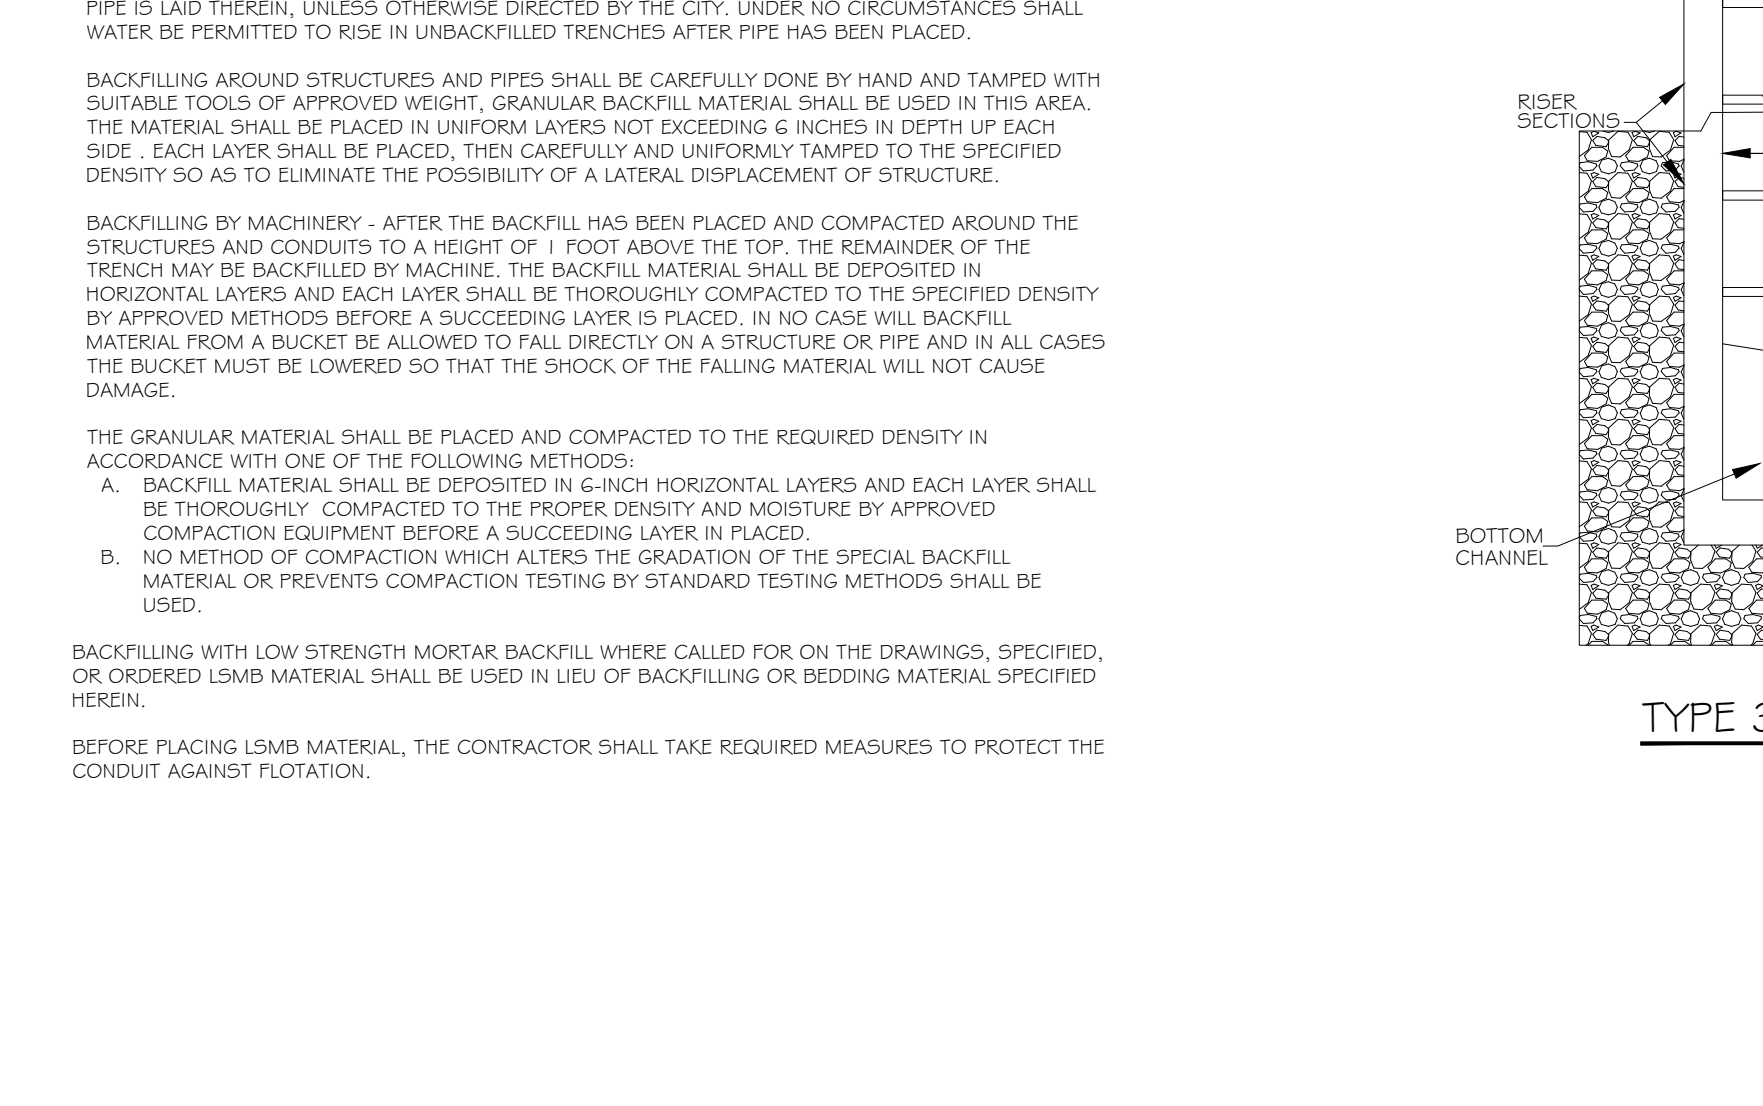 PIPE IS LAID THEREIN, UNLESS OTHERWISE DIRECTED BY THE CITY. UNDER NO CIRCUMSTANCES SHALL
WATER BE PERMITTED TO RISE IN UNBACKFILLED TRENCHES AFTER PIPE HAS BEEN PLACED.
BACKFILLING AROUND STRUCTURES AND PIPES SHALL BE CAREFULLY DONE BY HAND AND TAMPED WITH
SUITABLE TOOLS OF APPROVED WEIGHT, GRANULAR BACKFILL MATERIAL SHALL BE USED IN THIS AREA.
THE MATERIAL SHALL BE PLACED IN UNIFORM LAYERS NOT EXCEEDING 6 INCHES IN DEPTH UP EACH
SIDE . EACH LAYER SHALL BE PLACED, THEN CAREFULLY AND UNIFORMLY TAMPED TO THE SPECIFIED
DENSITY SO AS TO ELIMINATE THE POSSIBILITY OF A LATERAL DISPLACEMENT OF STRUCTURE.
BACKFILLING BY MACHINERY - AFTER THE BACKFILL HAS BEEN PLACED AND COMPACTED AROUND THE
STRUCTURES AND CONDUITS TO A HEIGHT OF 1 FOOT ABOVE THE TOP. THE REMAINDER OF THE
TRENCH MAY BE BACKFILLED BY MACHINE. THE BACKFILL MATERIAL SHALL BE DEPOSITED IN
HORIZONTAL LAYERS AND EACH LAYER SHALL BE THOROUGHLY COMPACTED TO THE SPECIFIED DENSITY
BY APPROVED METHODS BEFORE A SUCCEEDING LAYER IS PLACED. IN NO CASE WILL BACKFILL
MATERIAL FROM A BUCKET BE ALLOWED TO FALL DIRECTLY ON A STRUCTURE OR PIPE AND IN ALL CASES
THE BUCKET MUST BE LOWERED SO THAT THE SHOCK OF THE FALLING MATERIAL WILL NOT CAUSE
DAMAGE.
THE GRANULAR MATERIAL SHALL BE PLACED AND COMPACTED TO THE REQUIRED DENSITY IN
ACCORDANCE WITH ONE OF THE FOLLOWING METHODS:
A. BACKFILL MATERIAL SHALL BE DEPOSITED IN 6-INCH HORIZONTAL LAYERS AND EACH LAYER SHALL
BE THOROUGHLY COMPACTED TO THE PROPER DENSITY AND MOISTURE BY APPROVED
COMPACTION EQUIPMENT BEFORE A SUCCEEDING LAYER IN PLACED.
B. NO METHOD OF COMPACTION WHICH ALTERS THE GRADATION OF THE SPECIAL BACKFILL
MATERIAL OR PREVENTS COMPACTION TESTING BY STANDARD TESTING METHODS SHALL BE
USED.
BACKFILLING WITH LOW STRENGTH MORTAR BACKFILL WHERE CALLED FOR ON THE DRAWINGS, SPECIFIED,
OR ORDERED LSMB MATERIAL SHALL BE USED IN LIEU OF BACKFILLING OR BEDDING MATERIAL SPECIFIED
HEREIN.
BEFORE PLACING LSMB MATERIAL, THE CONTRACTOR SHALL TAKE REQUIRED MEASURES TO PROTECT THE
CONDUIT AGAINST FLOTATION.
RISER
SECTIONS
BOTTOM
CHANNEL
TYPE 3